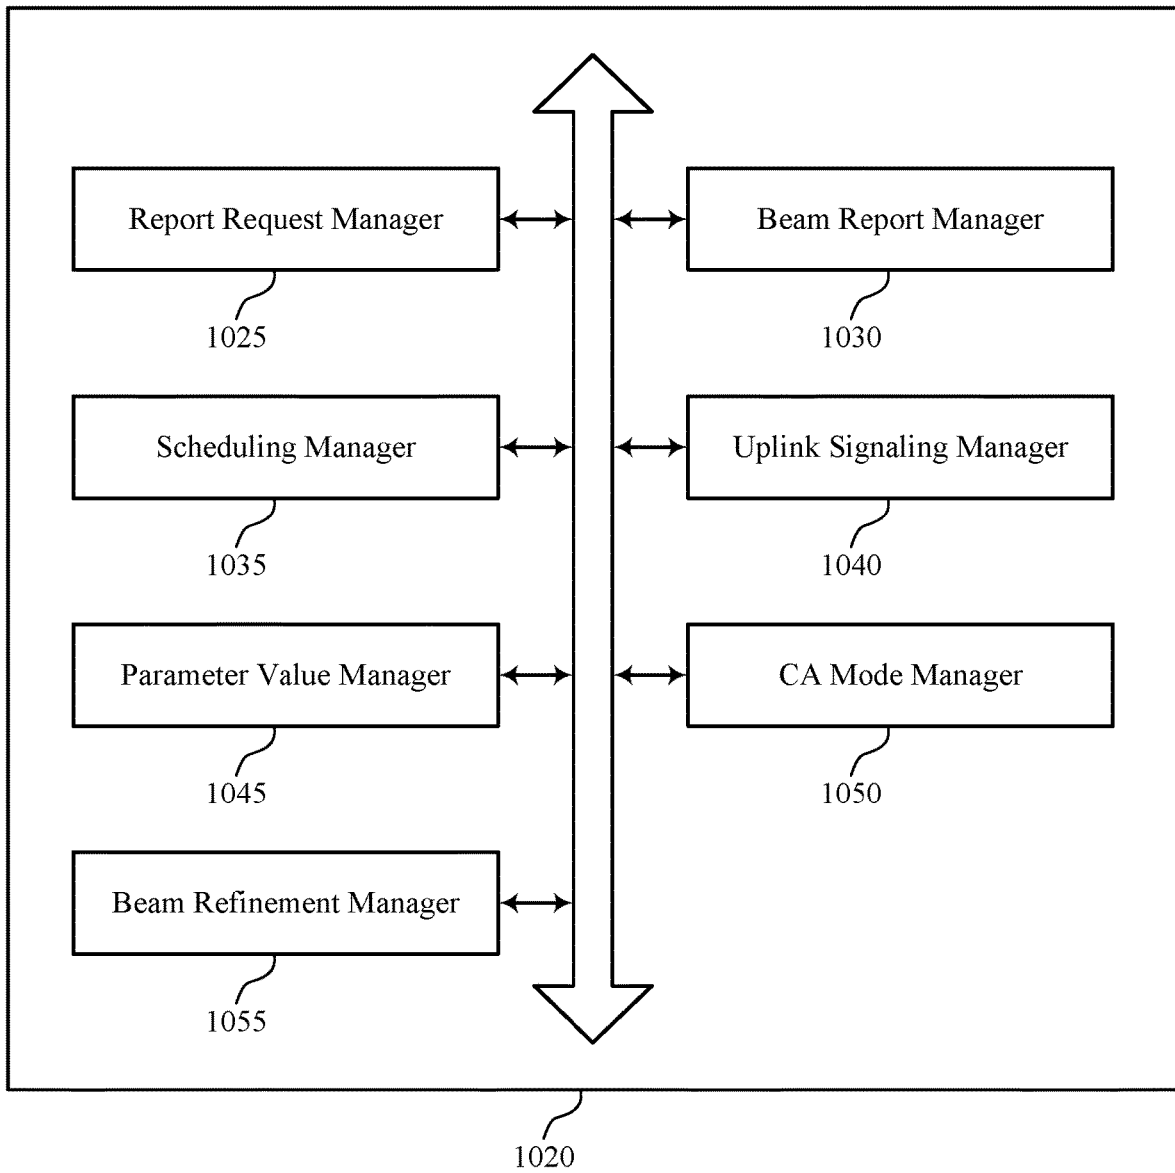 Report Request Manager
Beam Report Manager
1025
1030
Scheduling Manager
Uplink Signaling Manager
1035
1040
Parameter Value Manager
CA Mode Manager
1045
1050
Beam Refinement Manager
1055
1020